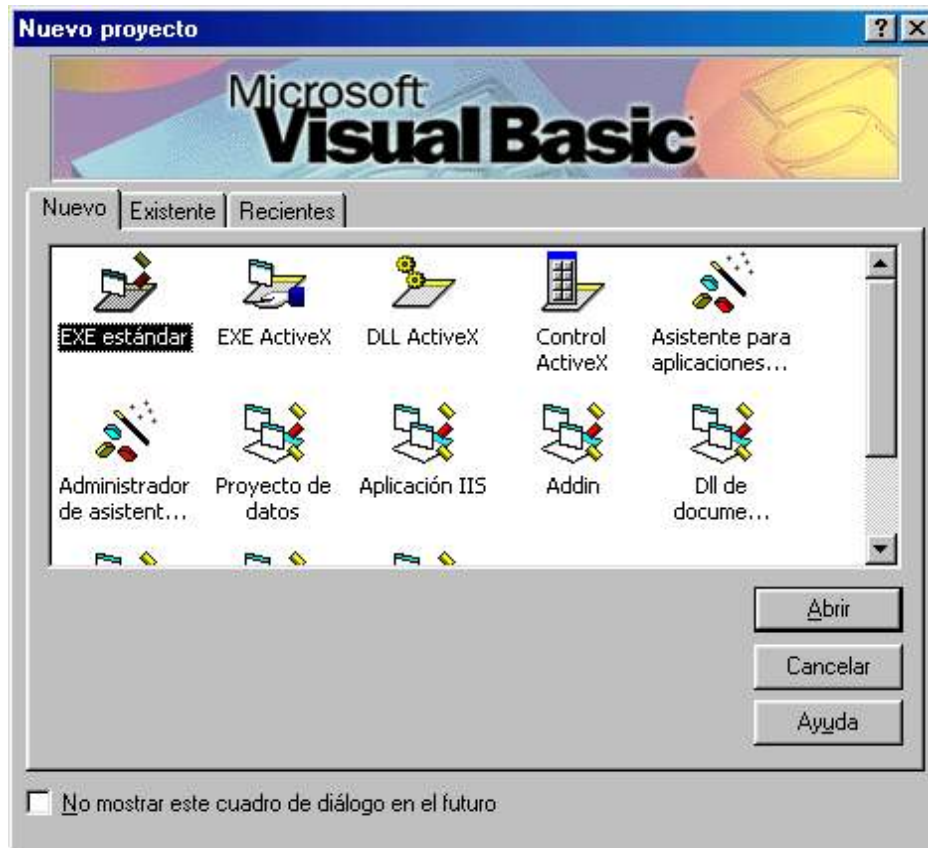 Nuevo proyecto
Microsoft
Visual Basic
Nuevo Existente Recientes
EXE estándar
EXE ActiveX
DLL ActiveX
Control
ActiveX
Asistente para
aplicaciones...
Administrador
de asistent...
Proyecto de
datos
Aplicación IIS
Addin
Dll de
docume...
Abrir
Cancelar
Ayuda
No mostrar este cuadro de diálogo en el futuro